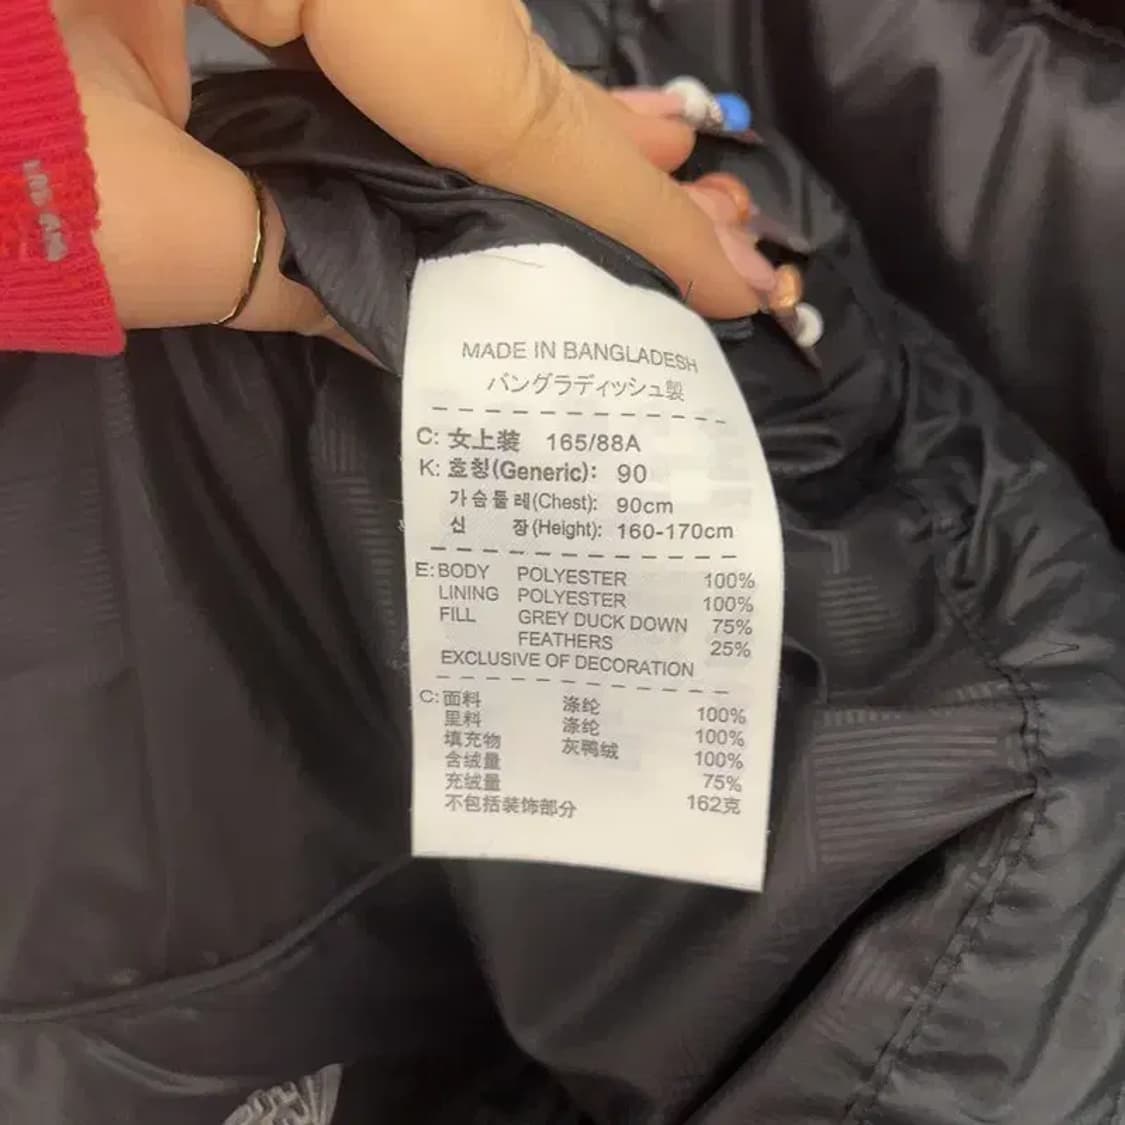 MADE IN BANGLADESH
バングラディッシュ製
C: 女上装 165/88A
K: 호칭(Generic): 90
가슴둘레(Chest): 90cm
신 장(Height): 160-170cm
E: BODY POLYESTER 100%
LINING POLYESTER 100%
FILL GREY DUCK DOWN 75%
FEATHERS 25%
EXCLUSIVE OF DECORATION
C: 面料 涤纶 100%
里料 涤纶 100%
填充物 灰鸭绒 100%
含绒量 75%
充绒量 162克
不包括装饰部分